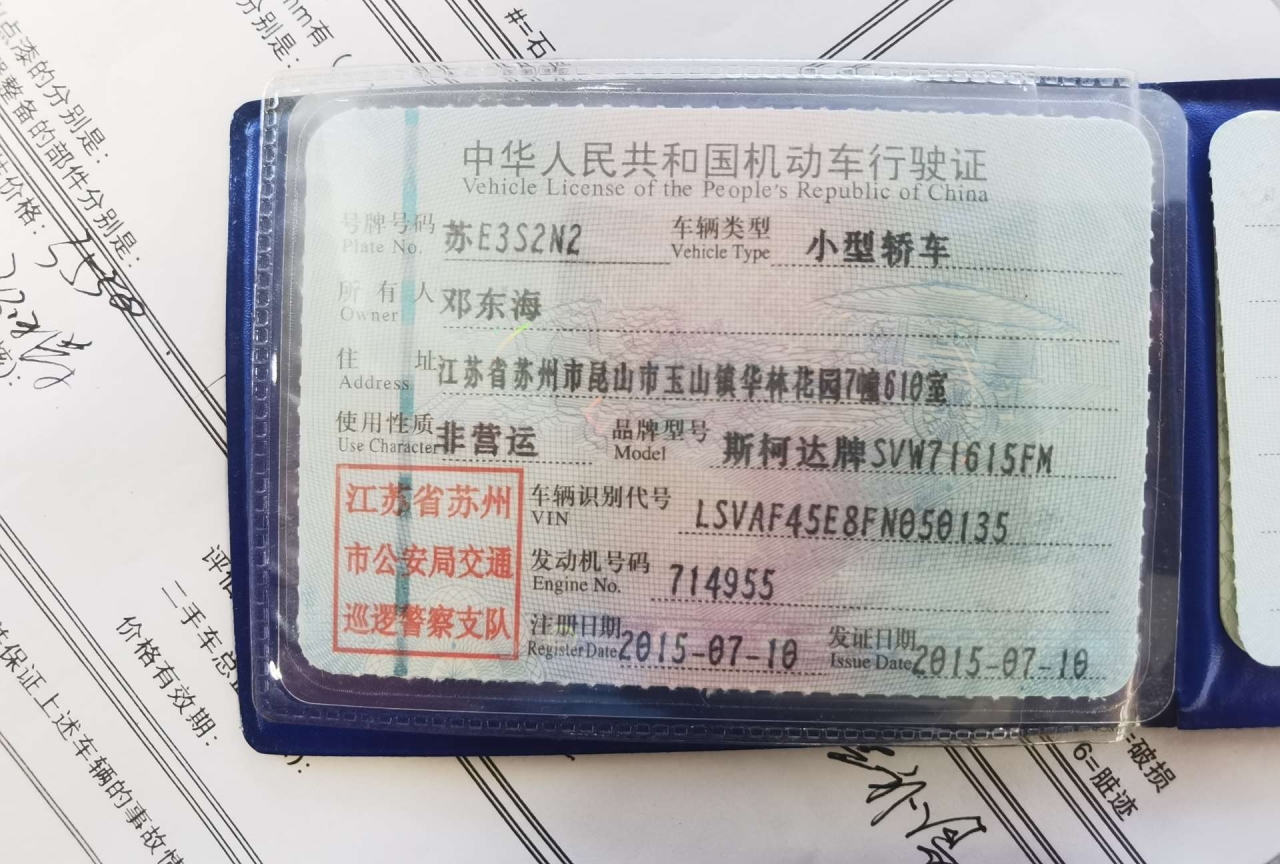 中华人民共和国机动车行驶证
Vehicle License of the People's Republic of China
号牌号码 苏E3S2N2 车辆类型 小型轿车
Plate No. Vehicle Type
所有人 邓东海
Owner
住址 江苏省苏州市昆山市玉山镇华林花园7幢610室
Address
使用性质 非营运 品牌型号 斯柯达牌SVW71615FM
Use Character Model
江苏省苏州
市公安局交通
巡逻警察支队
车辆识别代号 LSVAF45E8FN050135
VIN
发动机号码 714955
Engine No.
注册日期 2015-07-10 发证日期 2015-07-10
Register Date Issue Date
mm有（
分别是：
#=石
点漆的分别是：
整备的部件分别是：
价格：
二手车总
价格有效期：
保证上述车辆的事故情
):
=破损
6=脏迹